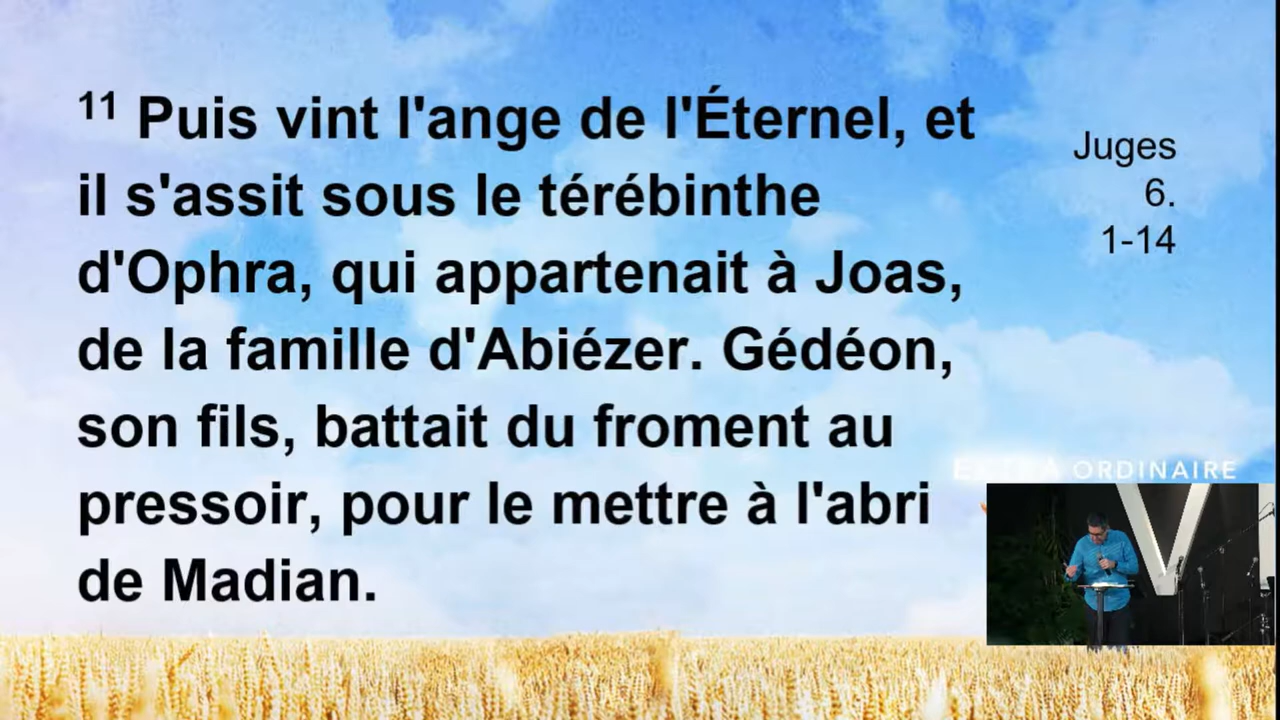 ¹¹ Puis vint l'ange de l'Éternel, et
il s'assit sous le térébinthe
d'Ophra, qui appartenait à Joas,
de la famille d'Abiézer. Gédéon,
son fils, battait du froment au
pressoir, pour le mettre à l'abri
de Madian.
Juges
6.
1-14
ORDINAIRE
V